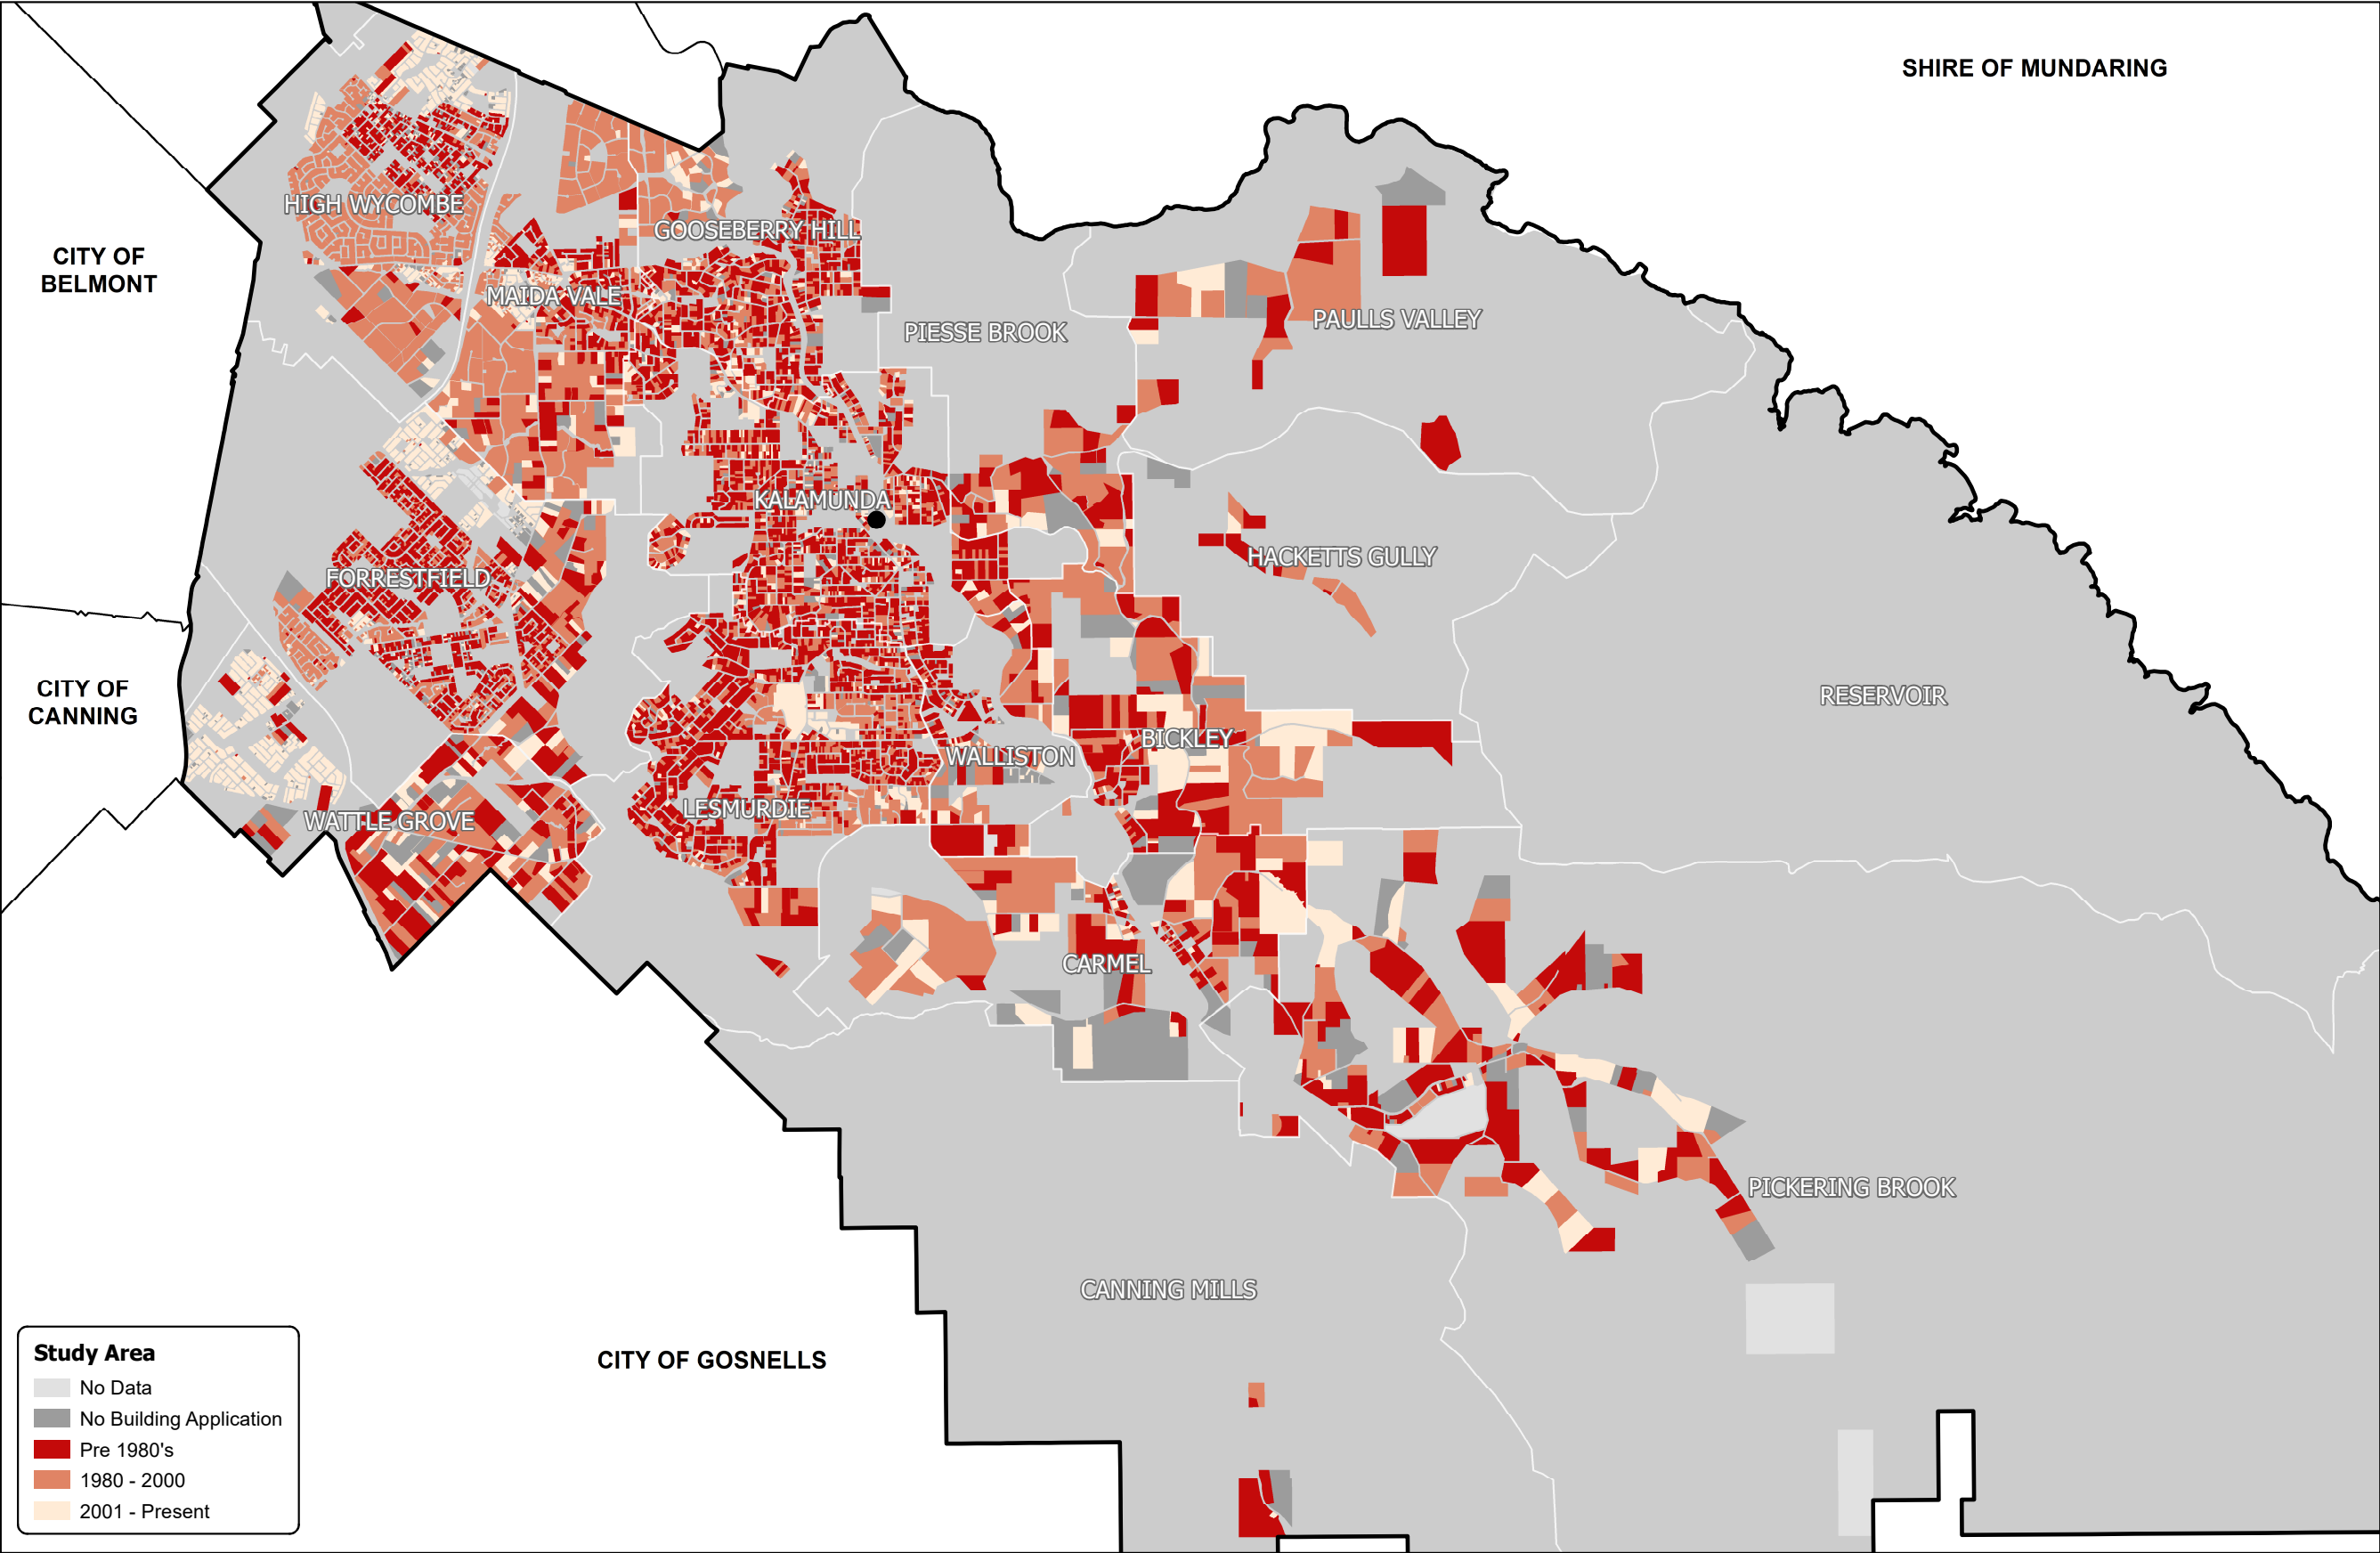 SHIRE OF MUNDARING
HIGH WYCOMBE
GOOSEBERRY HILL
CITY OF
BELMONT
MAIDA VALE
PIESSE BROOK
PAULLS VALLEY
KALAMUNDA
HACKETTS GULLY
FORRESTFIELD
CITY OF
CANNING
RESERVOIR
BICKLEY
WALLISTON
LESMURDIE
WATTLE GROVE
CARMEL
PICKERING BROOK
CANNING MILLS
CITY OF GOSNELLS
Study Area
No Data
No Building Application
Pre 1980's
1980 - 2000
2001 - Present